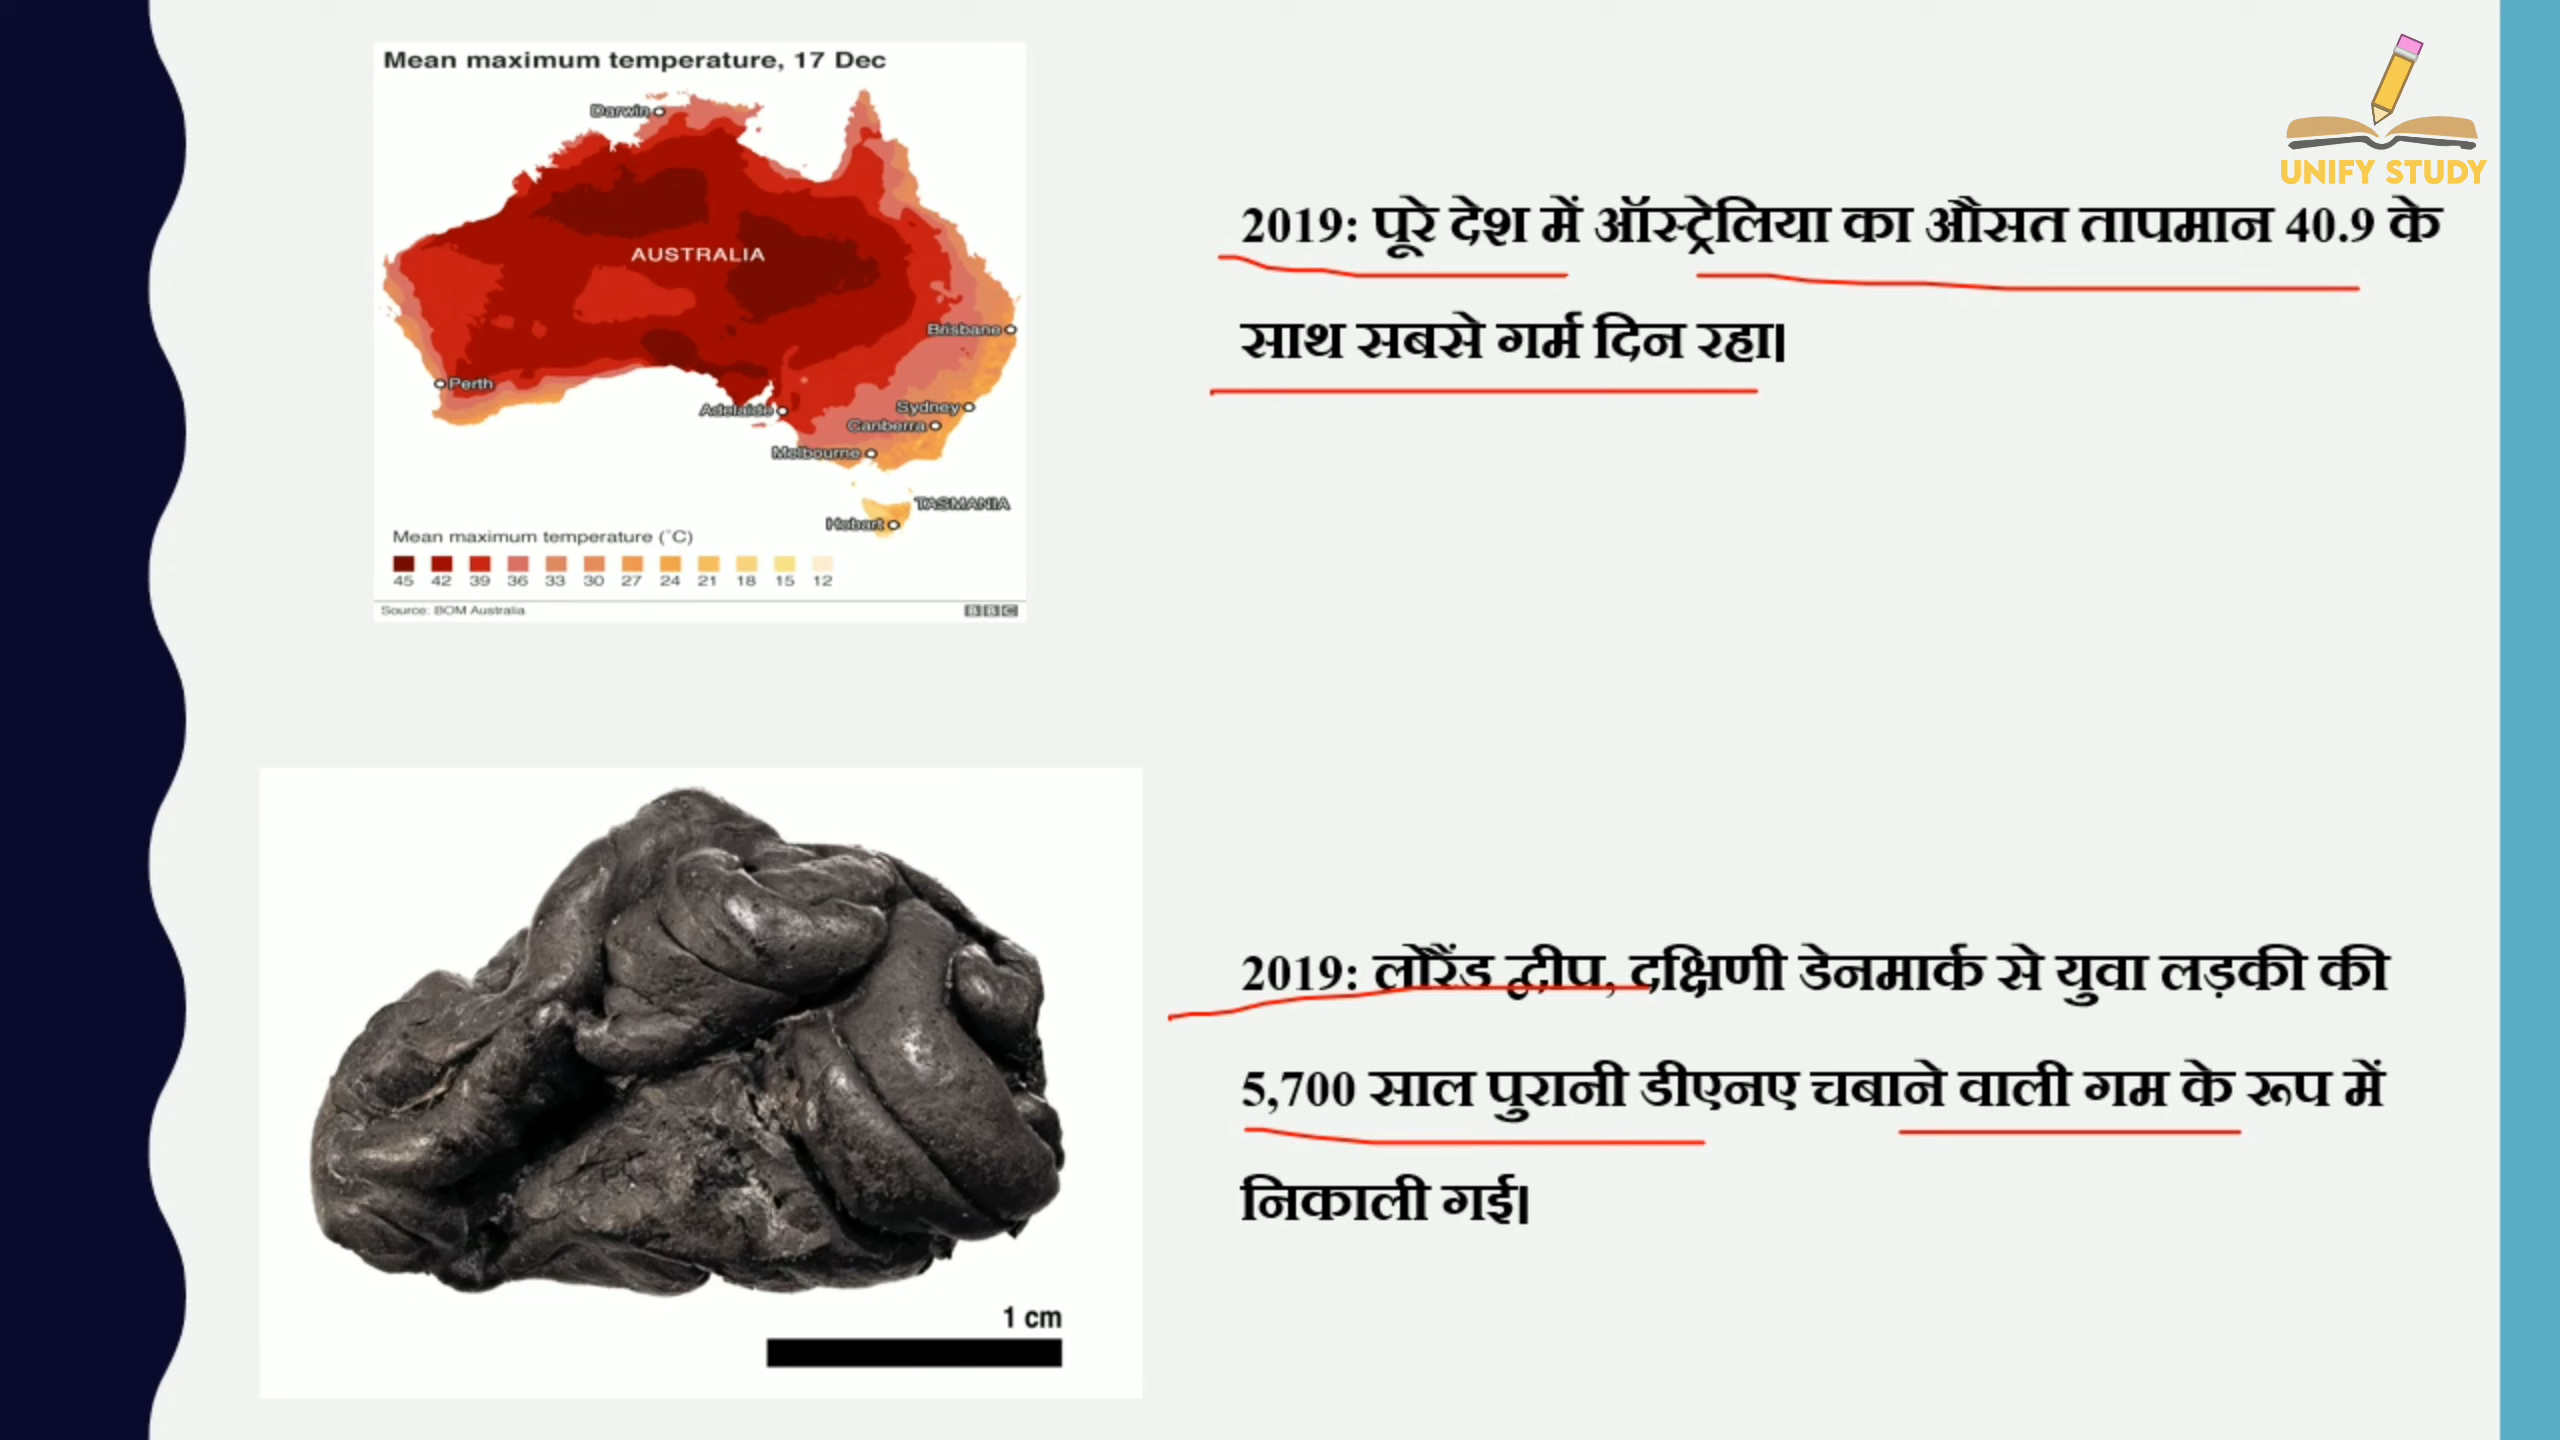 Mean maximum temperature, 17 Dec
Darwin
AUSTRALIA
Brisbane
Perth
Adelaide
Sydney
Canberra
Melbourne
TASMANIA
Hobart
Mean maximum temperature (°C)
45 42 39 36 33 30 27 24 21 18 15 12
Source: BOM Australia
BBC
UNIFY STUDY
2019: पूरे देश में ऑस्ट्रेलिया का औसत तापमान 40.9 के
साथ सबसे गर्म दिन रहा।
2019: लोरैंड द्वीप, दक्षिणी डेनमार्क से युवा लड़की की
5,700 साल पुरानी डीएनए चबाने वाली गम के रूप में
निकाली गई।
1 cm